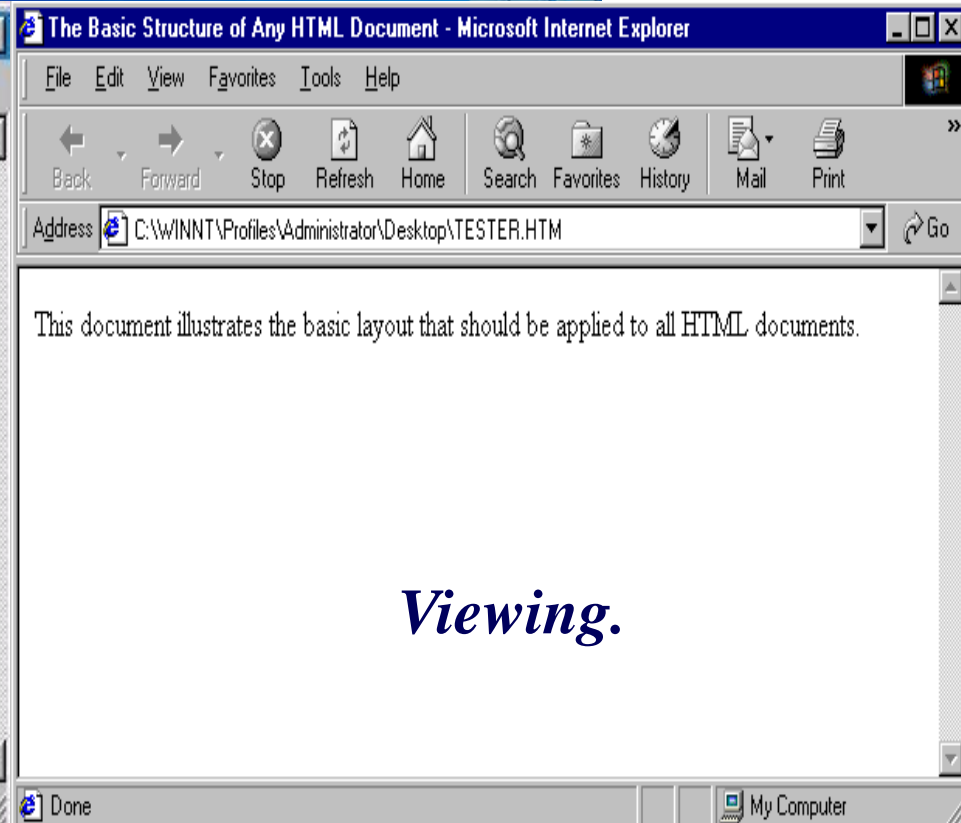 The Basic Structure of Any HTML Document - Microsoft Internet Explorer
File Edit View Favorites Tools Help
Back Forward Stop Refresh Home Search Favorites History Mail Print »
Address C:\WINNT\Profiles\Administrator\Desktop\TESTER.HTM Go
This document illustrates the basic layout that should be applied to all HTML documents.
Viewing.
Done My Computer